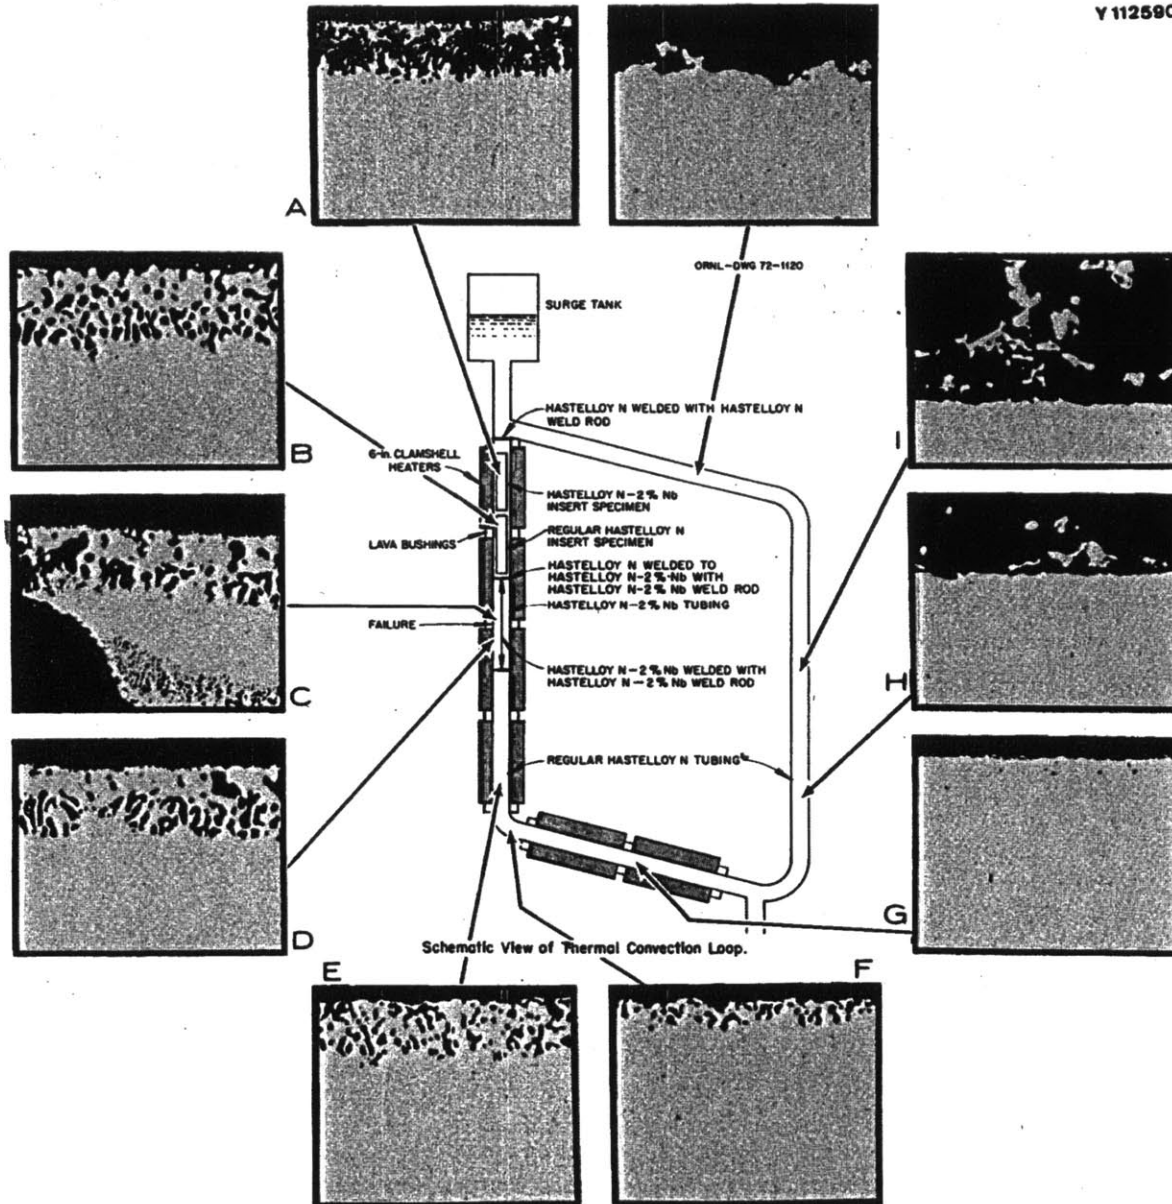 Y 112590
A
ORNL-DWG 72-1120
SURGE TANK
HASTELLOY N WELDED WITH HASTELLOY N
WELD ROD
B
6-in. CLAMSHELL
HEATERS
I
HASTELLOY N-2% Nb
INSERT SPECIMEN
LAVA BUSHINGS
REGULAR HASTELLOY N
INSERT SPECIMEN
HASTELLOY N WELDED TO
HASTELLOY N-2% Nb WITH
HASTELLOY N-2% Nb WELD ROD
HASTELLOY N-2% Nb TUBING
FAILURE
HASTELLOY N-2% Nb WELDED WITH
HASTELLOY N-2% Nb WELD ROD
C
H
REGULAR HASTELLOY N TUBING
D
G
Schematic View of Thermal Convection Loop.
E
F